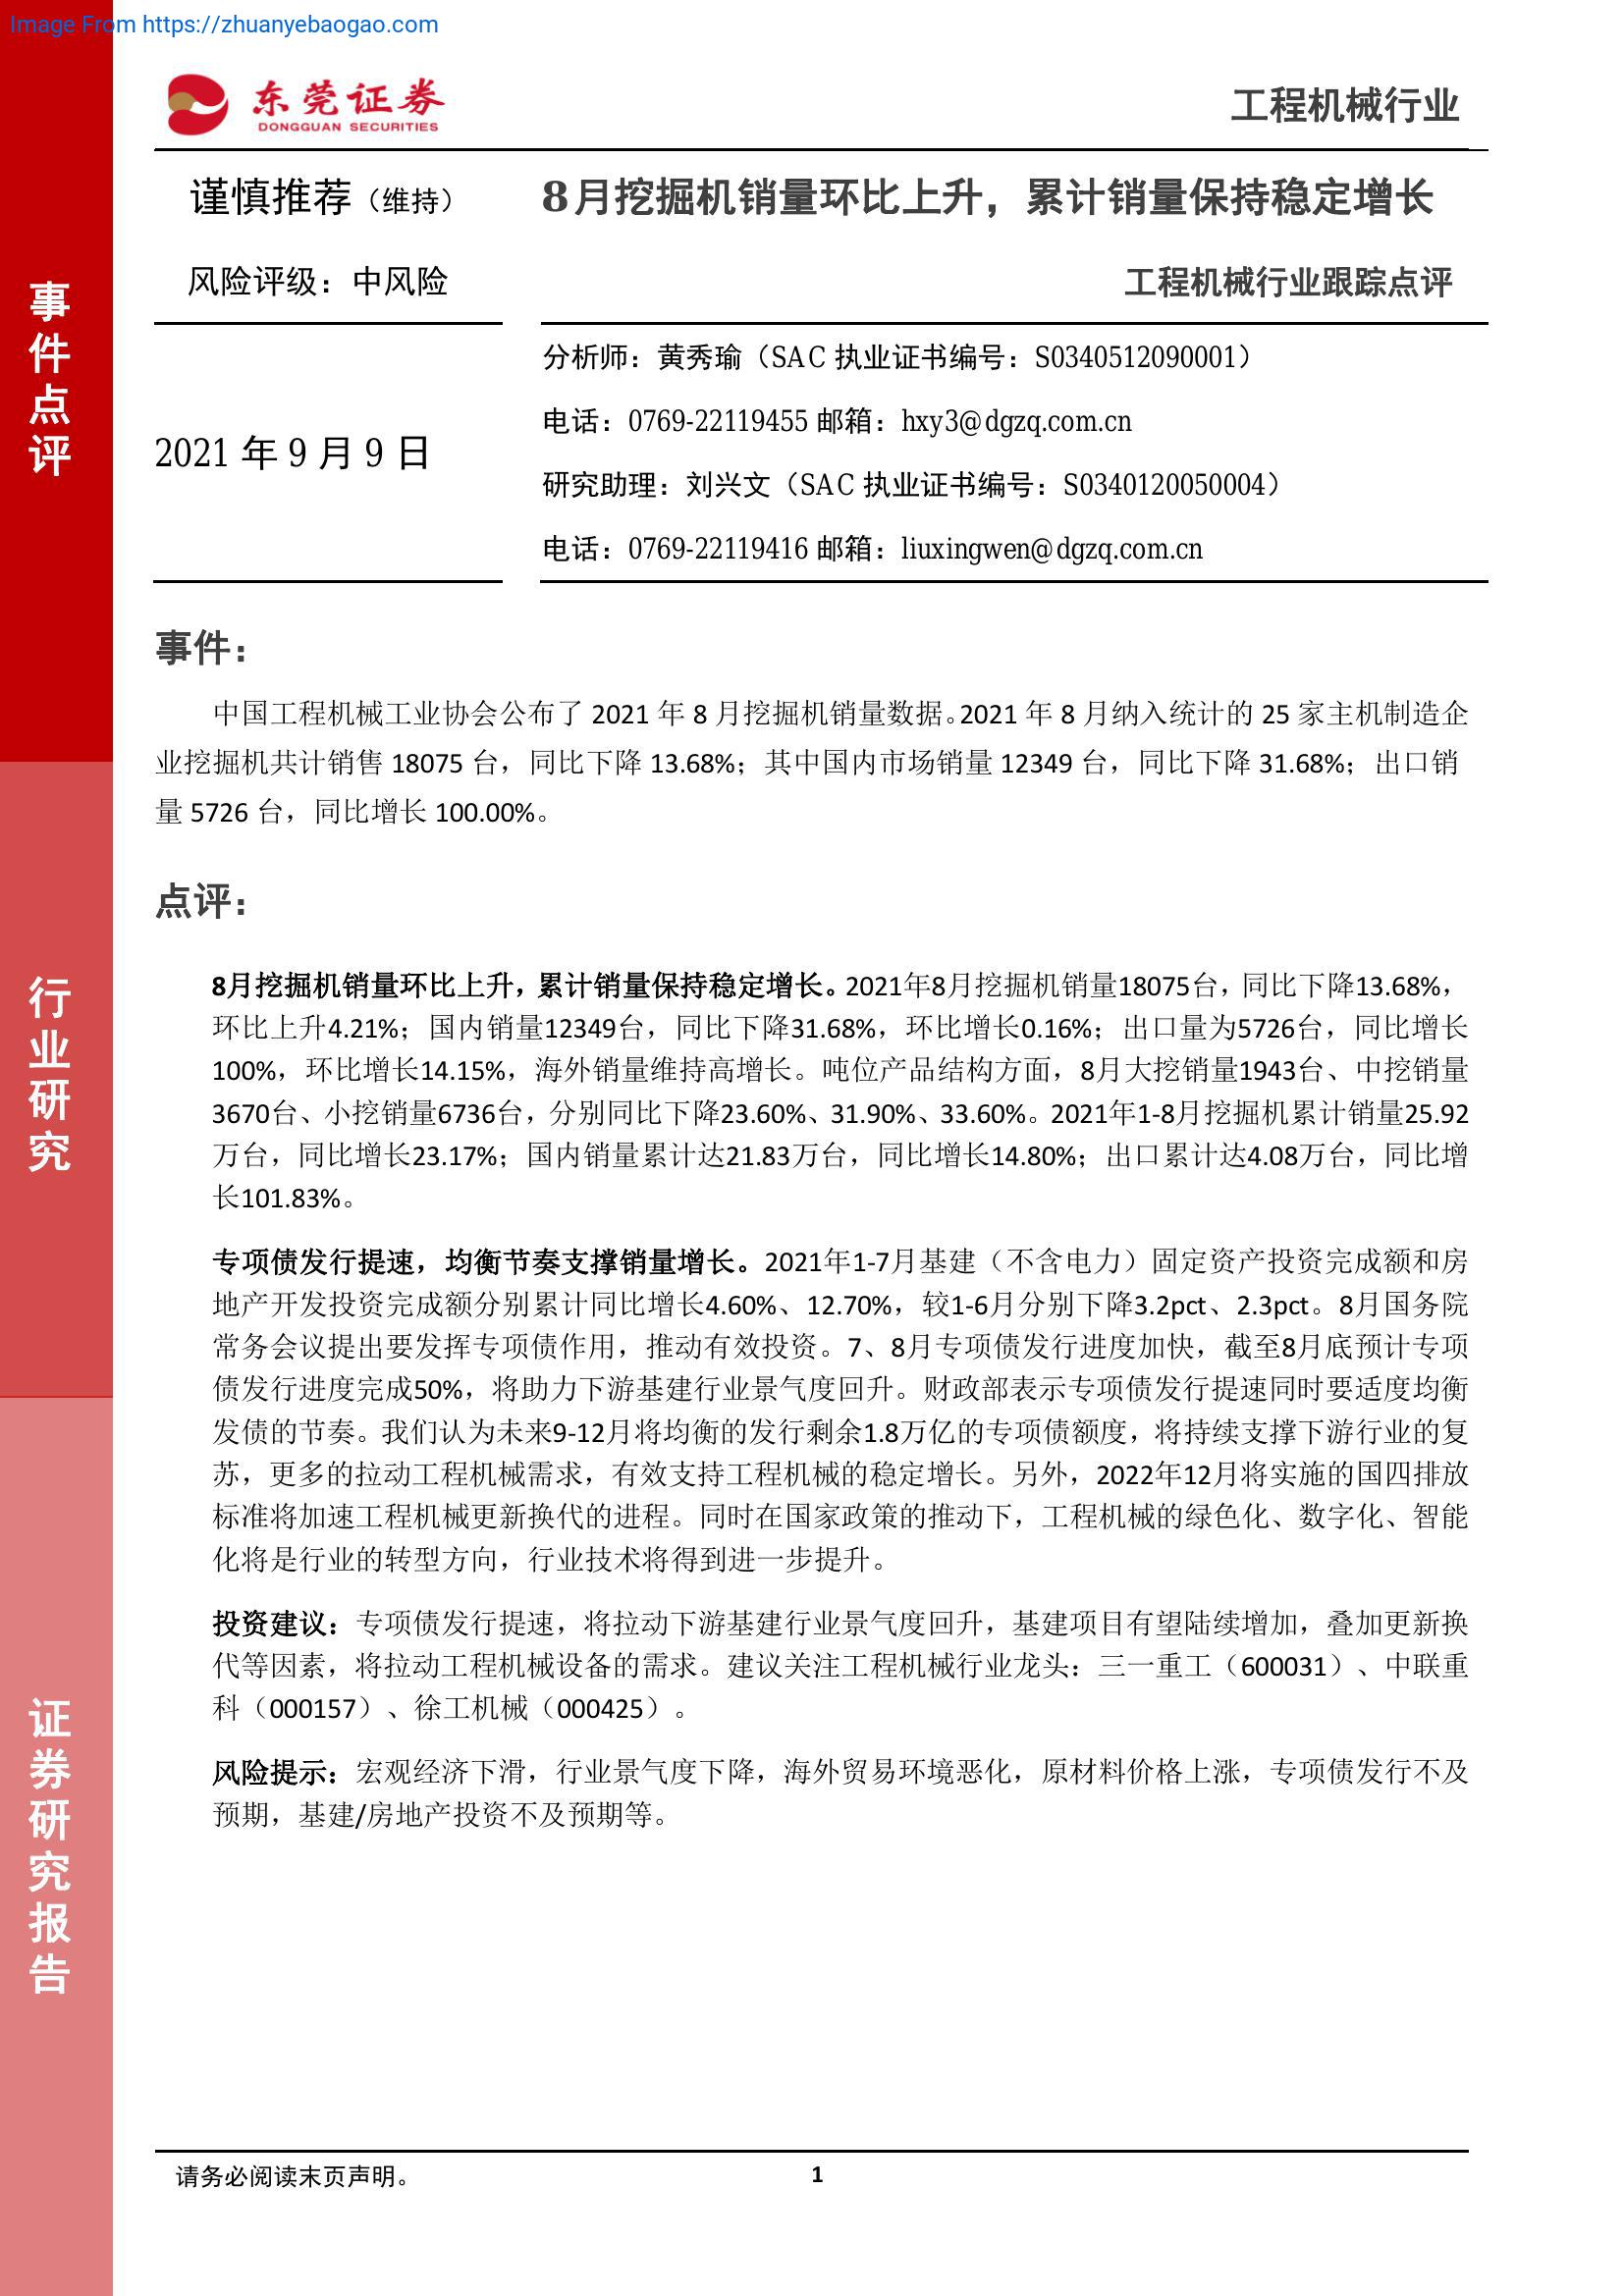 Image From https://zhuanyebaogao.com
东莞证券
DONGGUAN SECURITIES
工程机械行业
谨慎推荐（维持）
8月挖掘机销量环比上升，累计销量保持稳定增长
风险评级：中风险
工程机械行业跟踪点评
2021 年 9 月 9 日
分析师：黄秀瑜（SAC 执业证书编号：S0340512090001）
电话：0769-22119455 邮箱：hxy3@dgzq.com.cn
研究助理：刘兴文（SAC 执业证书编号：S0340120050004）
电话：0769-22119416 邮箱：liuxingwen@dgzq.com.cn
事件点评
行业研究
证券研究报告
事件：
中国工程机械工业协会公布了 2021 年 8 月挖掘机销量数据。2021 年 8 月纳入统计的 25 家主机制造企
业挖掘机共计销售 18075 台，同比下降 13.68%；其中国内市场销量 12349 台，同比下降 31.68%；出口销
量 5726 台，同比增长 100.00%。
点评：
8月挖掘机销量环比上升，累计销量保持稳定增长。2021年8月挖掘机销量18075台，同比下降13.68%，
环比上升4.21%；国内销量12349台，同比下降31.68%，环比增长0.16%；出口量为5726台，同比增长
100%，环比增长14.15%，海外销量维持高增长。吨位产品结构方面，8月大挖销量1943台、中挖销量
3670台、小挖销量6736台，分别同比下降23.60%、31.90%、33.60%。2021年1-8月挖掘机累计销量25.92
万台，同比增长23.17%；国内销量累计达21.83万台，同比增长14.80%；出口累计达4.08万台，同比增
长101.83%。
专项债发行提速，均衡节奏支撑销量增长。2021年1-7月基建（不含电力）固定资产投资完成额和房
地产开发投资完成额分别累计同比增长4.60%、12.70%，较1-6月分别下降3.2pct、2.3pct。8月国务院
常务会议提出要发挥专项债作用，推动有效投资。7、8月专项债发行进度加快，截至8月底预计专项
债发行进度完成50%，将助力下游基建行业景气度回升。财政部表示专项债发行提速同时要适度均衡
发债的节奏。我们认为未来9-12月将均衡的发行剩余1.8万亿的专项债额度，将持续支撑下游行业的复
苏，更多的拉动工程机械需求，有效支持工程机械的稳定增长。另外，2022年12月将实施的国四排放
标准将加速工程机械更新换代的进程。同时在国家政策的推动下，工程机械的绿色化、数字化、智能
化将是行业的转型方向，行业技术将得到进一步提升。
投资建议：专项债发行提速，将拉动下游基建行业景气度回升，基建项目有望陆续增加，叠加更新换
代等因素，将拉动工程机械设备的需求。建议关注工程机械行业龙头：三一重工（600031）、中联重
科（000157）、徐工机械（000425）。
风险提示：宏观经济下滑，行业景气度下降，海外贸易环境恶化，原材料价格上涨，专项债发行不及
预期，基建/房地产投资不及预期等。
请务必阅读末页声明。
1